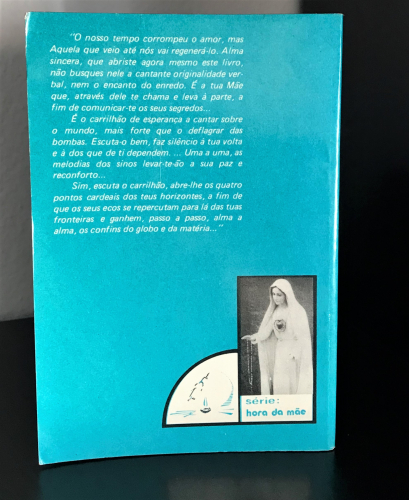 "O nosso tempo corrompeu o amor, mas
Aquela que veio até nós vai regenerá-lo. Alma
sincera, que abriste agora mesmo este livro,
não busques nele a cantante originalidade ver-
bal, nem o encanto do enredo. É a tua Mãe
que, através dele te chama e leva à parte, a
fim de comunicar-te os seus segredos...
É o carrilhão de esperança a cantar sobre
o mundo, mais forte que o deflagrar das
bombas. Escuta-o bem, faz silêncio à tua volta
e à dos que de ti dependem. ... Uma a uma, as
melodias dos sinos levar-te-ão a sua paz e
reconforto...
Sim, escuta o carrilhão, abre-lhe os quatro
pontos cardeais dos teus horizontes, a fim de
que os seus ecos se repercutam para lá das tuas
fronteiras e ganhem, passo a passo, alma a
alma, os confins do globo e da matéria..."
série:
hora da mãe